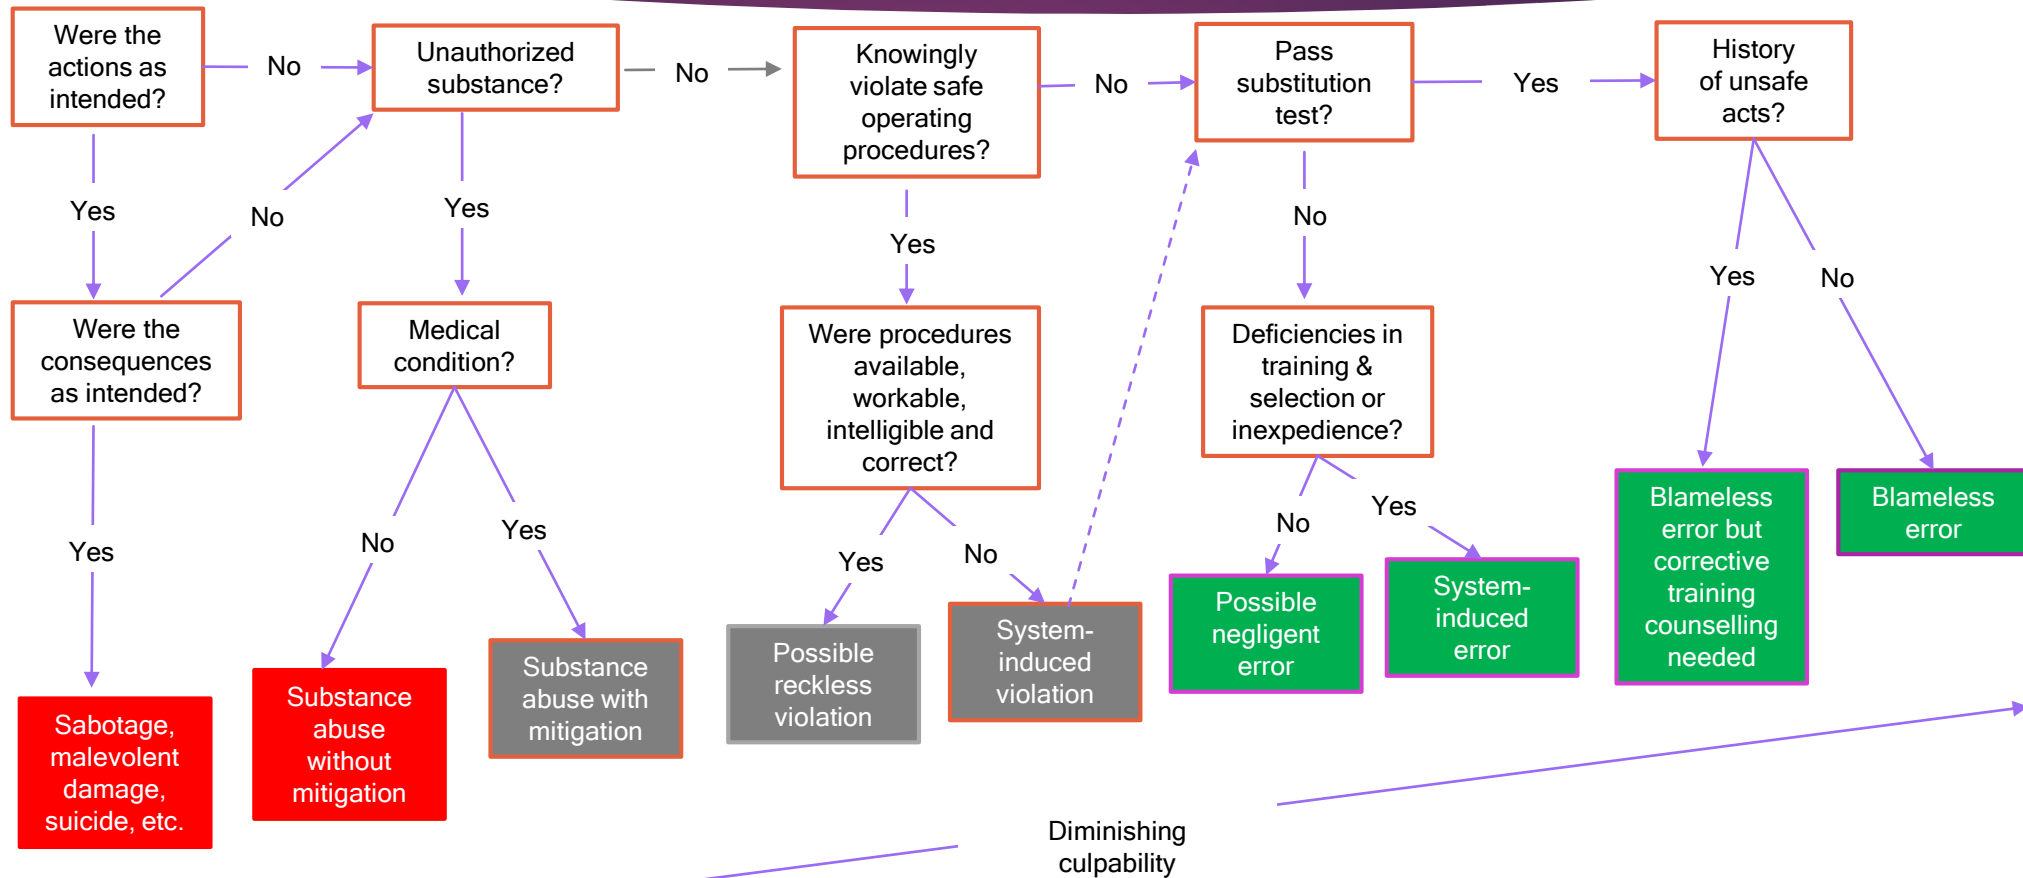 Were the
actions as
intended?
No
Unauthorized
substance?
No
Knowingly
violate safe
operating
procedures?
No
Pass
substitution
test?
Yes
History
of unsafe
acts?
Yes
No
Yes
Yes
No
Yes
No
Were the
consequences
as intended?
Medical
condition?
Were procedures
available,
workable,
intelligible and
correct?
Deficiencies in
training &
selection or
inexpedience?
Yes
No
Yes
Yes
No
No
Yes
Blameless
error but
corrective
training
counselling
needed
Blameless
error
Sabotage,
malevolent
damage,
suicide, etc.
Substance
abuse
without
mitigation
Substance
abuse with
mitigation
Possible
reckless
violation
System-
induced
violation
Possible
negligent
error
System-
induced
error
Diminishing
culpability